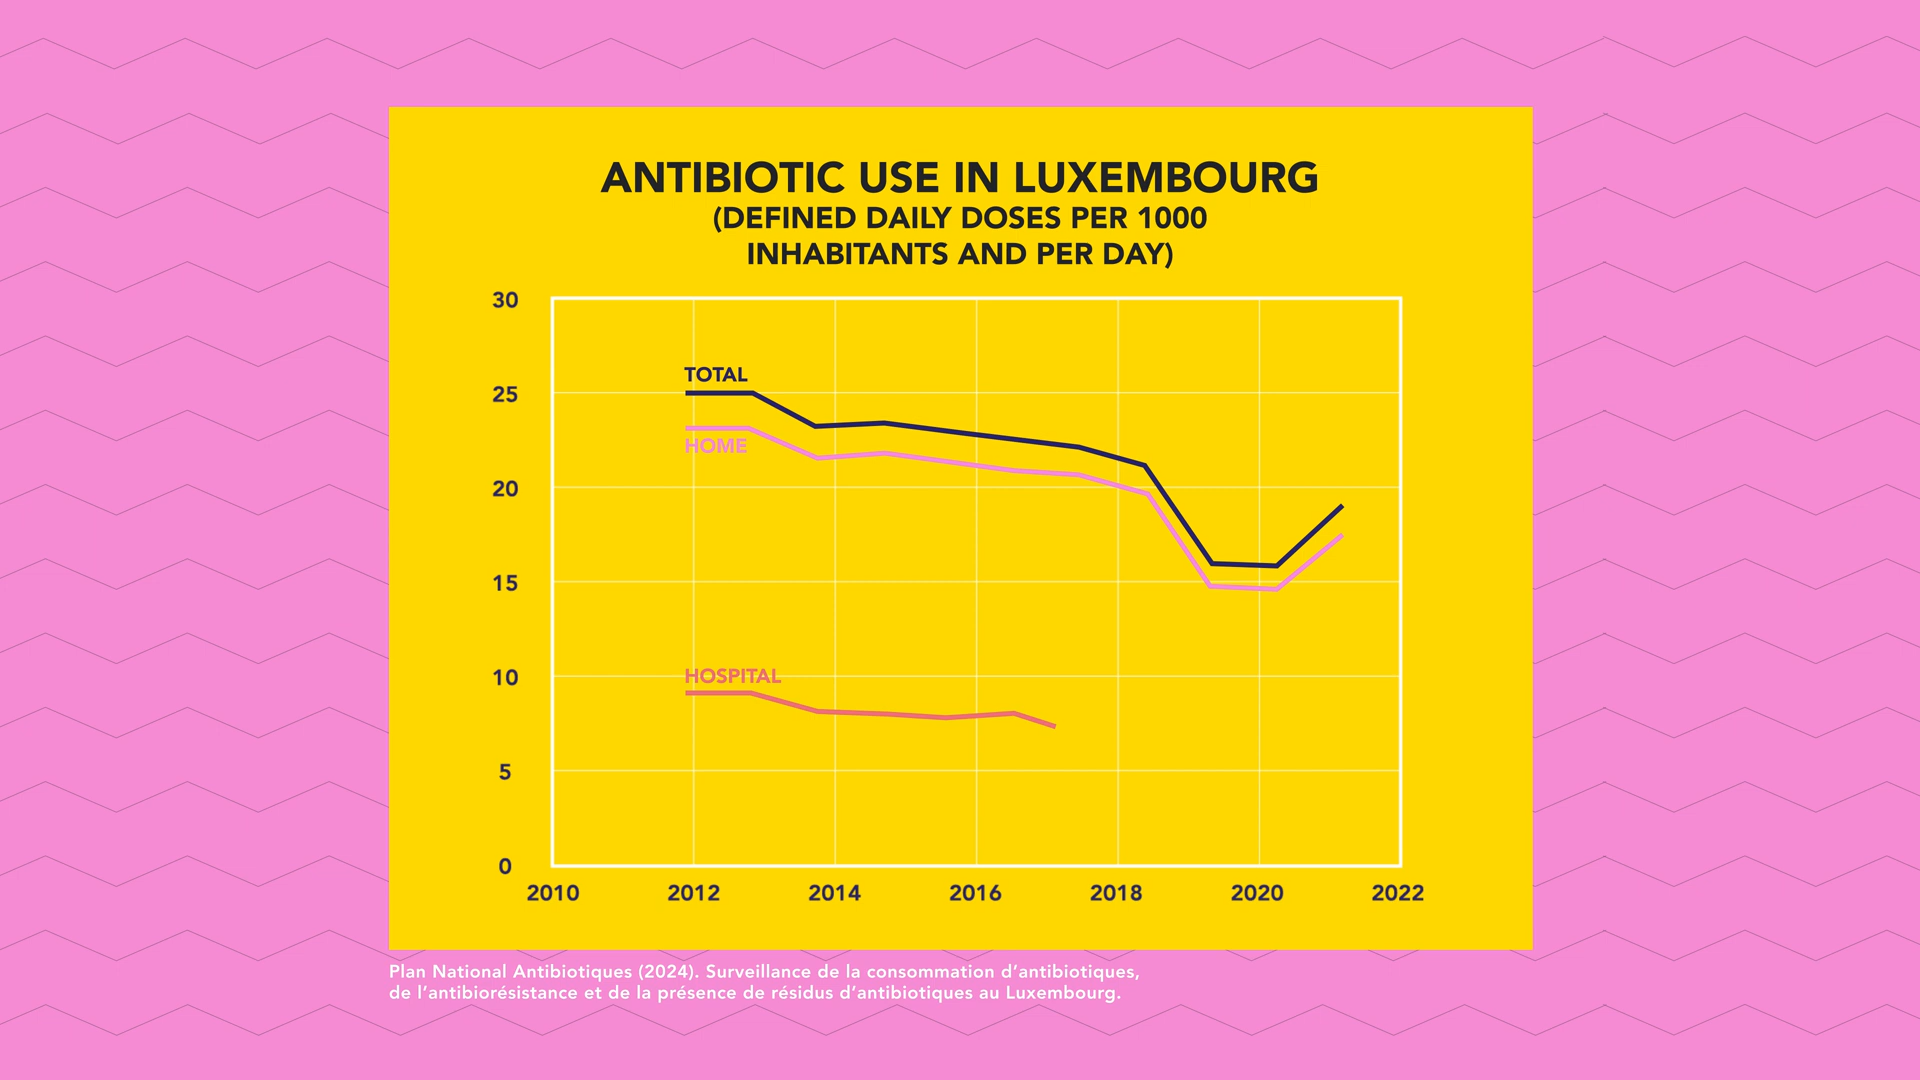 ANTIBIOTIC USE IN LUXEMBOURG
(DEFINED DAILY DOSES PER 1000
INHABITANTS AND PER DAY)
30
TOTAL
25
HOME
20
15
HOSPITAL
10
5
0
2010 2012 2014 2016 2018 2020 2022
Plan National Antibiotiques (2024). Surveillance de la consommation d’antibiotiques,
de l’antibiorésistance et de la présence de résidus d’antibiotiques au Luxembourg.